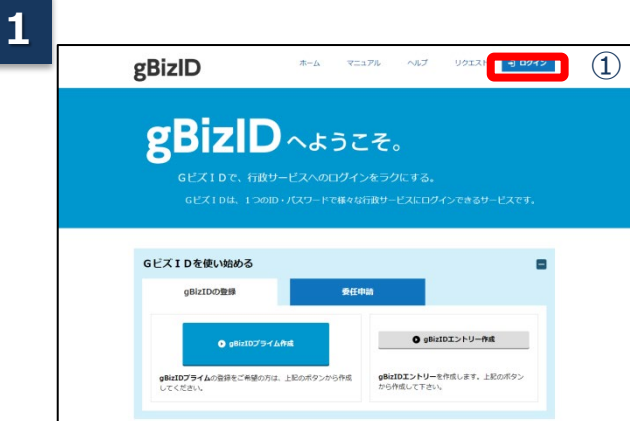 1
gBizID
ホーム マニュアル ヘルプ リクエスト ログイン ①
gBizIDへようこそ。
GビズIDで、行政サービスへのログインをラクにする。
GビズIDは、1つのID・パスワードで様々な行政サービスにログインできるサービスです。
GビズIDを使い始める
gBizIDの登録 委任申請
gBizIDプライム作成 gBizIDエントリー作成
gBizIDプライムの登録をご希望の方は、上記のボタンから作成
してください。
gBizIDエントリーを作成します。上記のボタン
から作成して下さい。